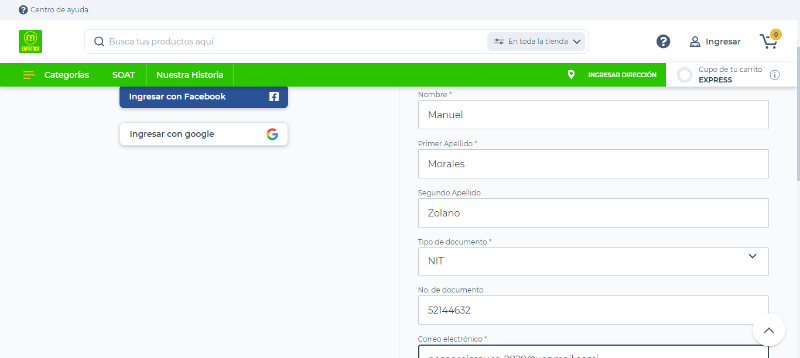 Centro de ayuda
Busca tus productos aquí
En toda la tienda
Ingresar
0
Categorías
SOAT
Nuestra Historia
INGRESAR DIRECCIÓN
Cupo de tu carrito
EXPRESS
Ingresar con Facebook
Ingresar con google
Nombre *
Manuel
Primer Apellido *
Morales
Segundo Apellido
Zolano
Tipo de documento *
NIT
No. de documento
52144632
Correo electrónico *